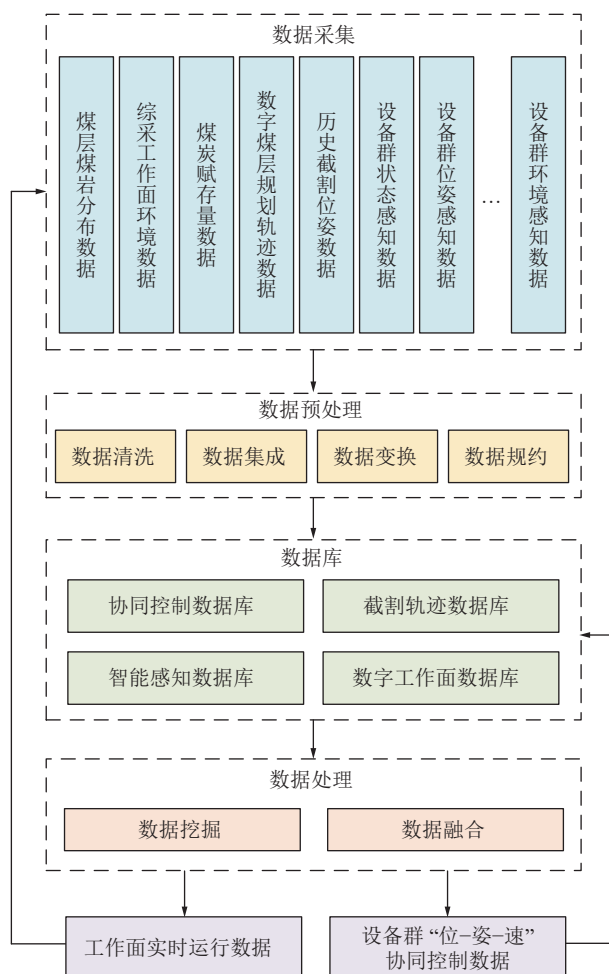 数据采集
煤层煤岩分布数据
综采工作面环境数据
煤炭赋存量数据
数字煤层规划轨迹数据
历史截割位姿数据
设备群状态感知数据
设备群位姿感知数据
…
设备群环境感知数据
数据预处理
数据清洗
数据集成
数据变换
数据规约
数据库
协同控制数据库
截割轨迹数据库
智能感知数据库
数字工作面数据库
数据处理
数据挖掘
数据融合
工作面实时运行数据
设备群“位−姿−速”
协同控制数据